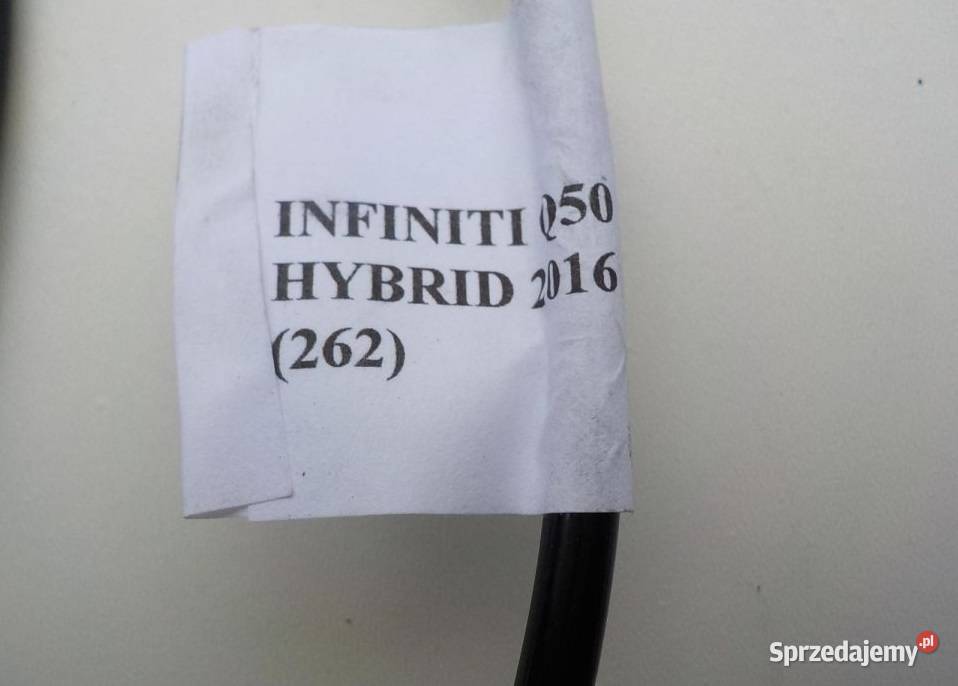 INFINITI Q50
HYBRID 2016
(262)
Sprzedajemy.pl